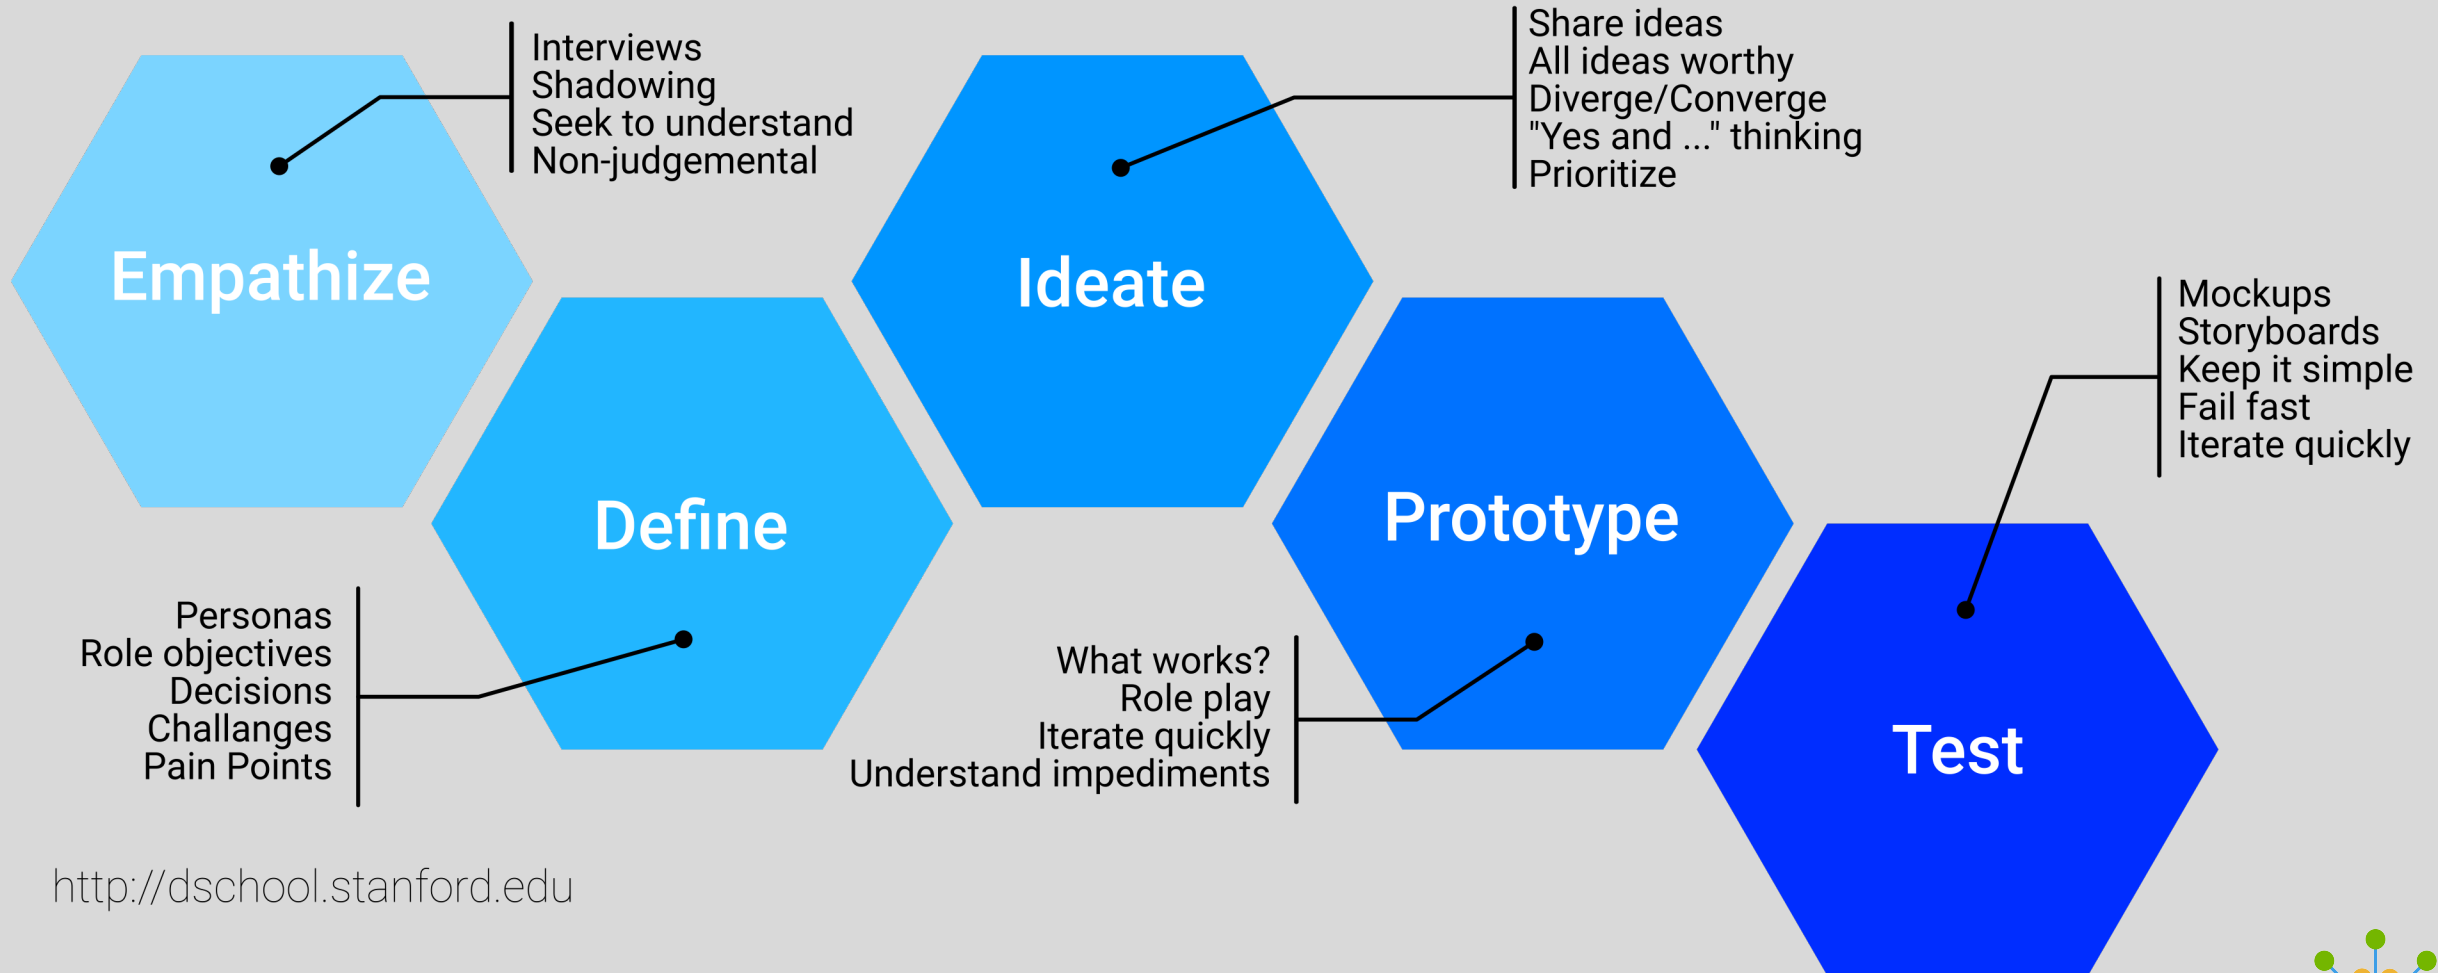 Empathize
Interviews
Shadowing
Seek to understand
Non-judgemental
Define
Personas
Role objectives
Decisions
Challanges
Pain Points
Ideate
Share ideas
All ideas worthy
Diverge/Converge
"Yes and ..." thinking
Prioritize
Prototype
What works?
Role play
Iterate quickly
Understand impediments
Test
Mockups
Storyboards
Keep it simple
Fail fast
Iterate quickly
http://dschool.stanford.edu